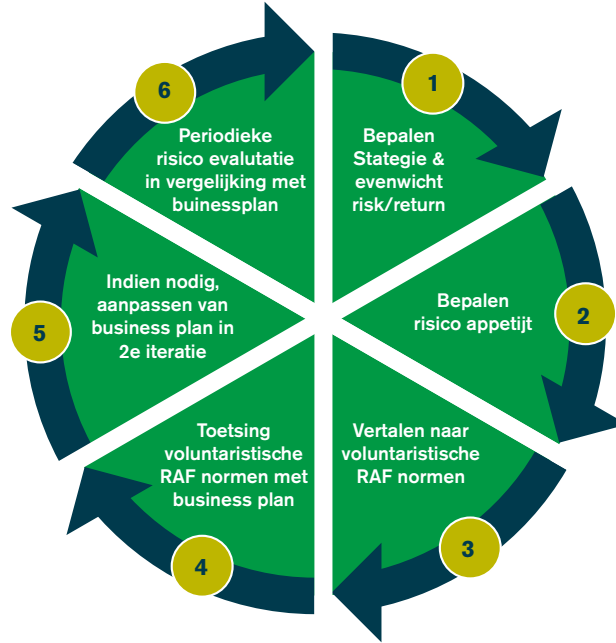 1
Bepalen
Stategie &
evenwicht
risk/return
2
Bepalen
risico appetijt
3
Vertalen naar
voluntaristische
RAF normen
4
Toetsing
voluntaristische
RAF normen met
business plan
5
Indien nodig,
aanpassen van
business plan in
2e iteratie
6
Periodieke
risico evalutatie
in vergelijking met
buinessplan